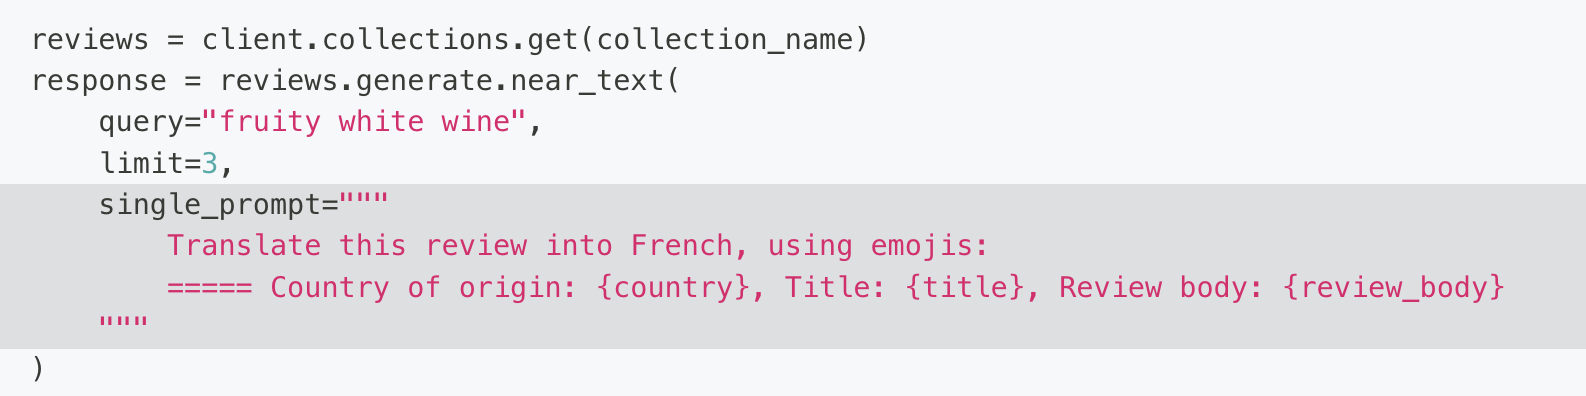 reviews = client.collections.get(collection_name)
response = reviews.generate.near_text(
    query="fruity white wine",
    limit=3,
    single_prompt="""
        Translate this review into French, using emojis:
        ===== Country of origin: {country}, Title: {title}, Review body: {review_body}
    """
)